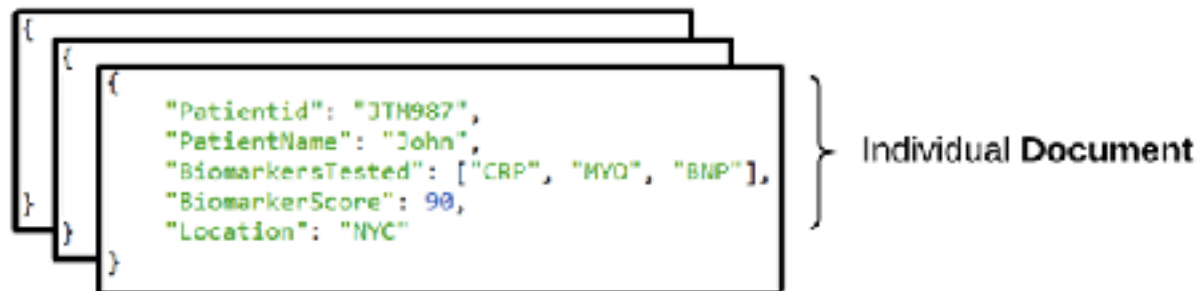 {
{
{
"Patientid": "JTM987",
"PatientName": "John",
"BiomarkersTested": ["CRP", "MYO", "BNP"],
"BiomarkerScore": 90,
"Location": "NYC"
}
}
}
Individual Document